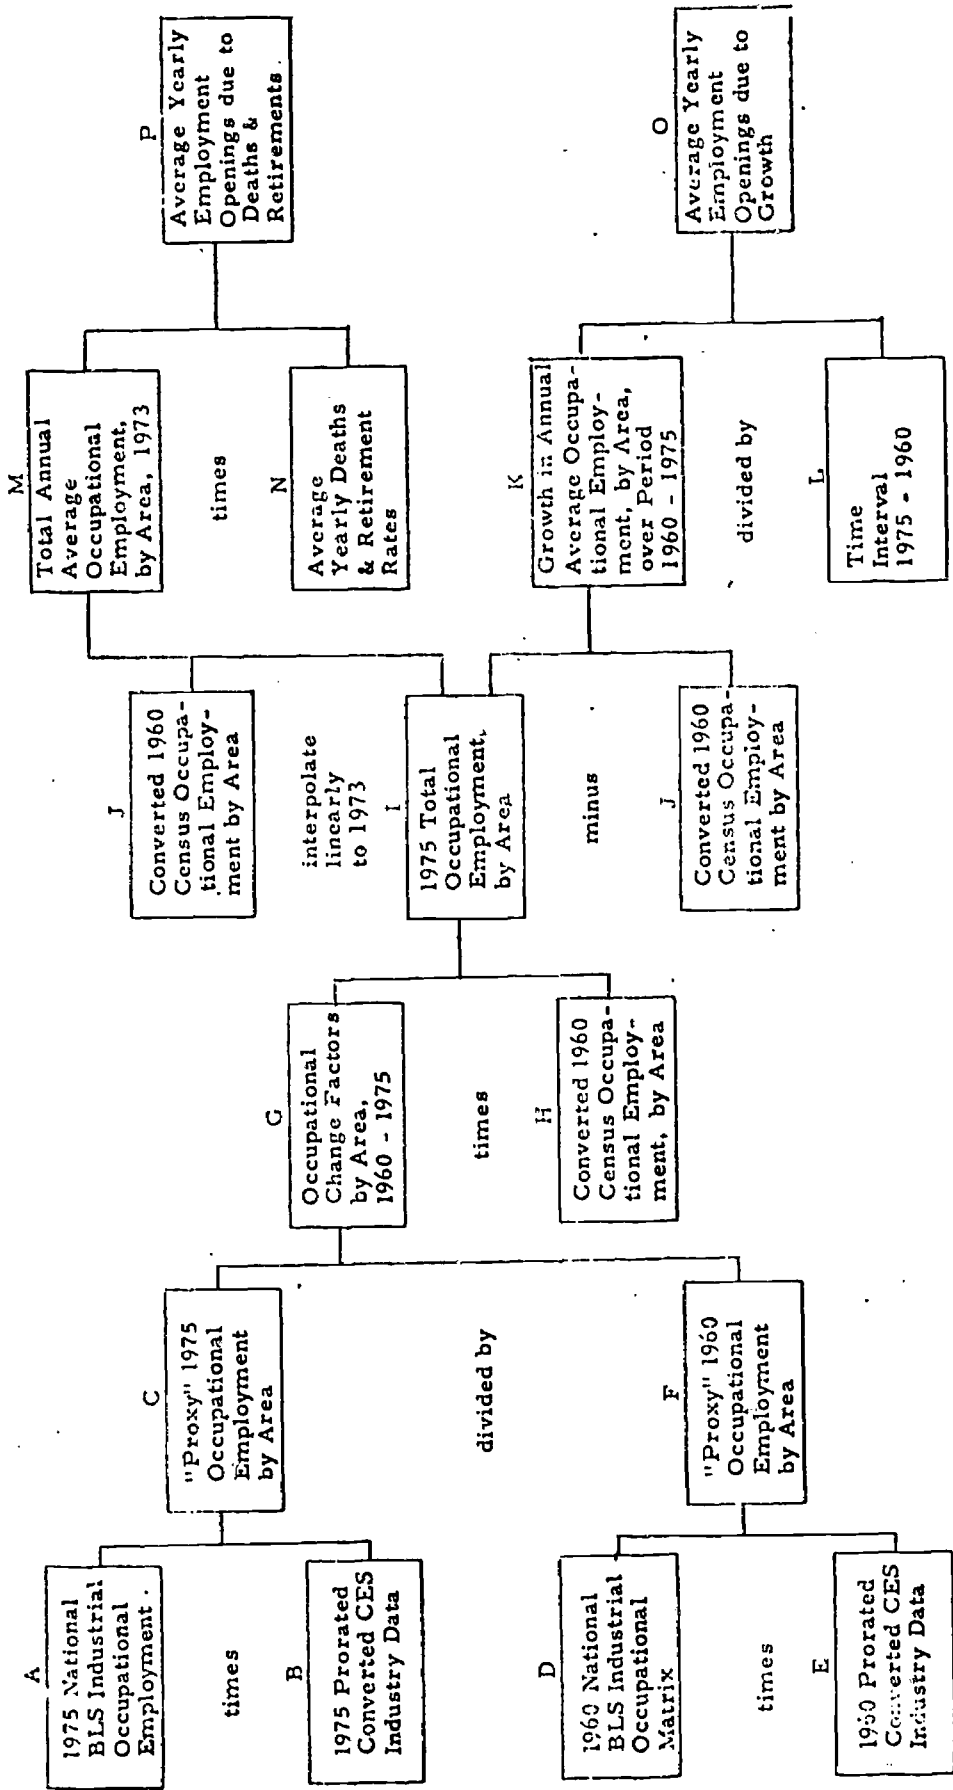 A
1975 National
BLS Industrial
Occupational
Employment .
times
B
1975 Prorated
Converted CES
Industry Data
D
1960 National
BLS Industrial
Occupational
Matrix
times
E
1960 Prorated
Converted CES
Industry Data
C
"Proxy" 1975
Occupational
Employment
by Area
divided by
F
"Proxy" 1960
Occupational
Employment
by Area
G
Occupational
Change Factors
by Area,
1960 - 1975
times
H
Converted 1960
Census Occupa-
tional Employ-
ment, by Area
J
Converted 1960
Census Occupa-
tional Employ-
ment by Area
interpolate
linearly
to 1973
I
1975 Total
Occupational
Employment,
by Area
minus
J
Converted 1960
Census Occupa-
tional Employ-
ment by Area
M
Total Annual
Average
Occupational
Employment,
by Area, 1973
times
N
Average
Yearly Deaths
& Retirement
Rates
K
Growth in Annual
Average Occupa-
tional Employ-
ment, by Area,
over Period
1960 - 1975
divided by
L
Time
Interval
1975 - 1960
P
Average Yearly
Employment
Openings due to
Deaths &
Retirements.
O
Average Yearly
Employment
Openings due to
Growth